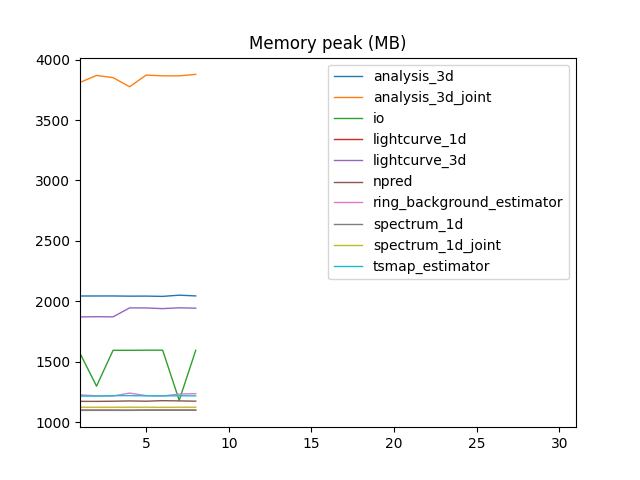 Memory peak (MB)
4000
3500
3000
2500
2000
1500
1000
5
10
15
20
25
30
analysis_3d
analysis_3d_joint
io
lightcurve_1d
lightcurve_3d
npred
ring_background_estimator
spectrum_1d
spectrum_1d_joint
tsmap_estimator